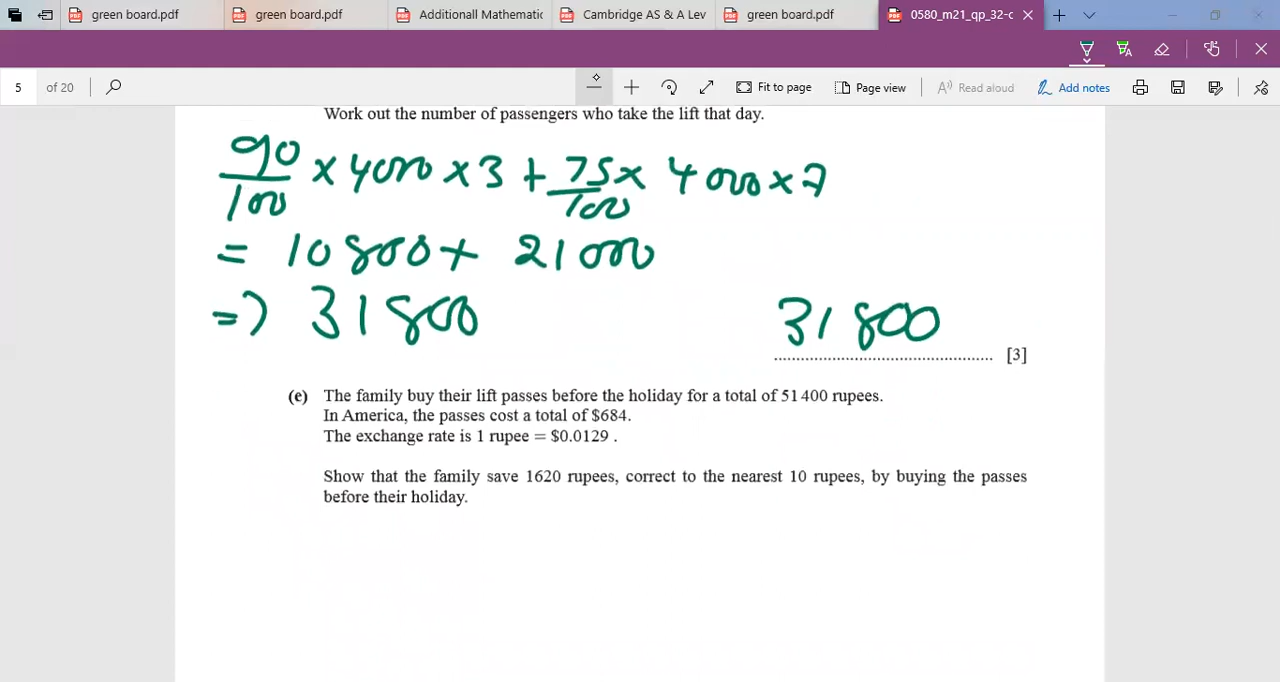 green board.pdf green board.pdf Additionall Mathematic Cambridge AS & A Lev green board.pdf 0580_m21_qp_32-c
5 of 20 Fit to page Page view Read aloud Add notes
Work out the number of passengers who take the lift that day.
90/100 × 4000 × 3 + 75/100 × 4000 × 7
= 10800 + 21000
=> 31800
31800
[3]
(e) The family buy their lift passes before the holiday for a total of 51 400 rupees.
In America, the passes cost a total of $684.
The exchange rate is 1 rupee = $0.0129 .
Show that the family save 1620 rupees, correct to the nearest 10 rupees, by buying the passes
before their holiday.